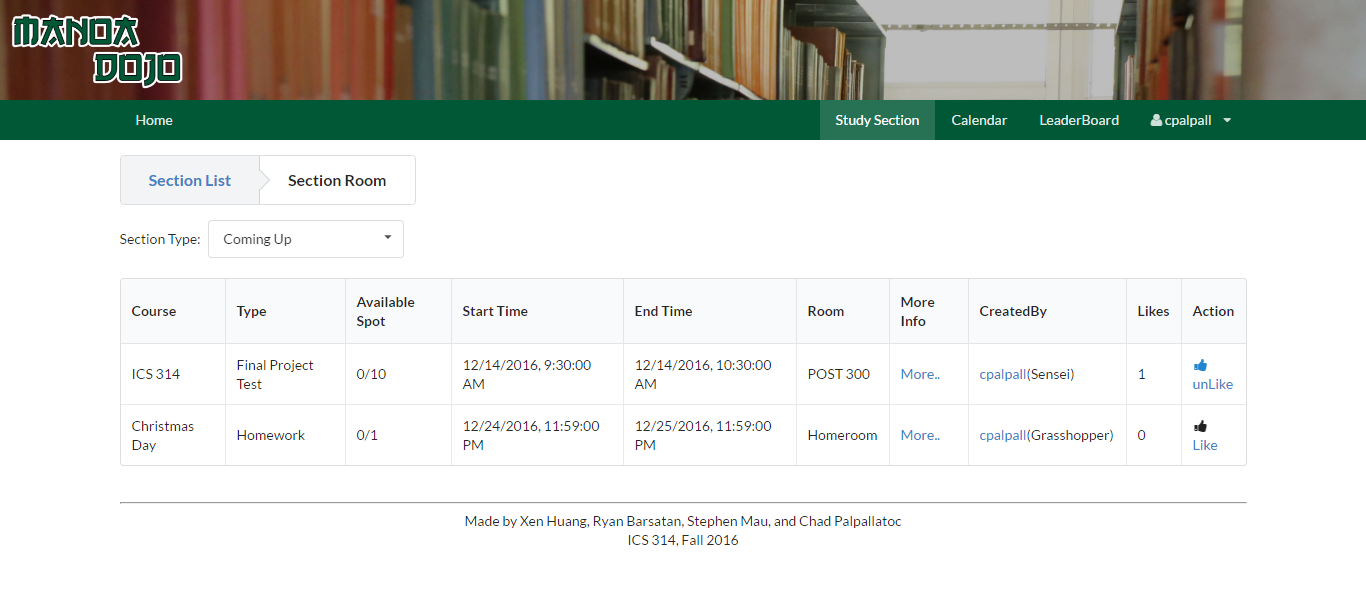 MANOA
DOJO
Home
Study Section
Calendar
LeaderBoard
cpalpall
Section List
Section Room
Section Type:
Coming Up
Course
Type
Available
Spot
Start Time
End Time
Room
More
Info
CreatedBy
Likes
Action
ICS 314
Final Project
Test
0/10
12/14/2016, 9:30:00
AM
12/14/2016, 10:30:00
AM
POST 300
More..
cpalpall(Sensei)
1
unLike
Christmas
Day
Homework
0/1
12/24/2016, 11:59:00
PM
12/25/2016, 11:59:00
PM
Homeroom
More..
cpalpall(Grasshopper)
0
Like
Made by Xen Huang, Ryan Barsatan, Stephen Mau, and Chad Palpallatoc
ICS 314, Fall 2016